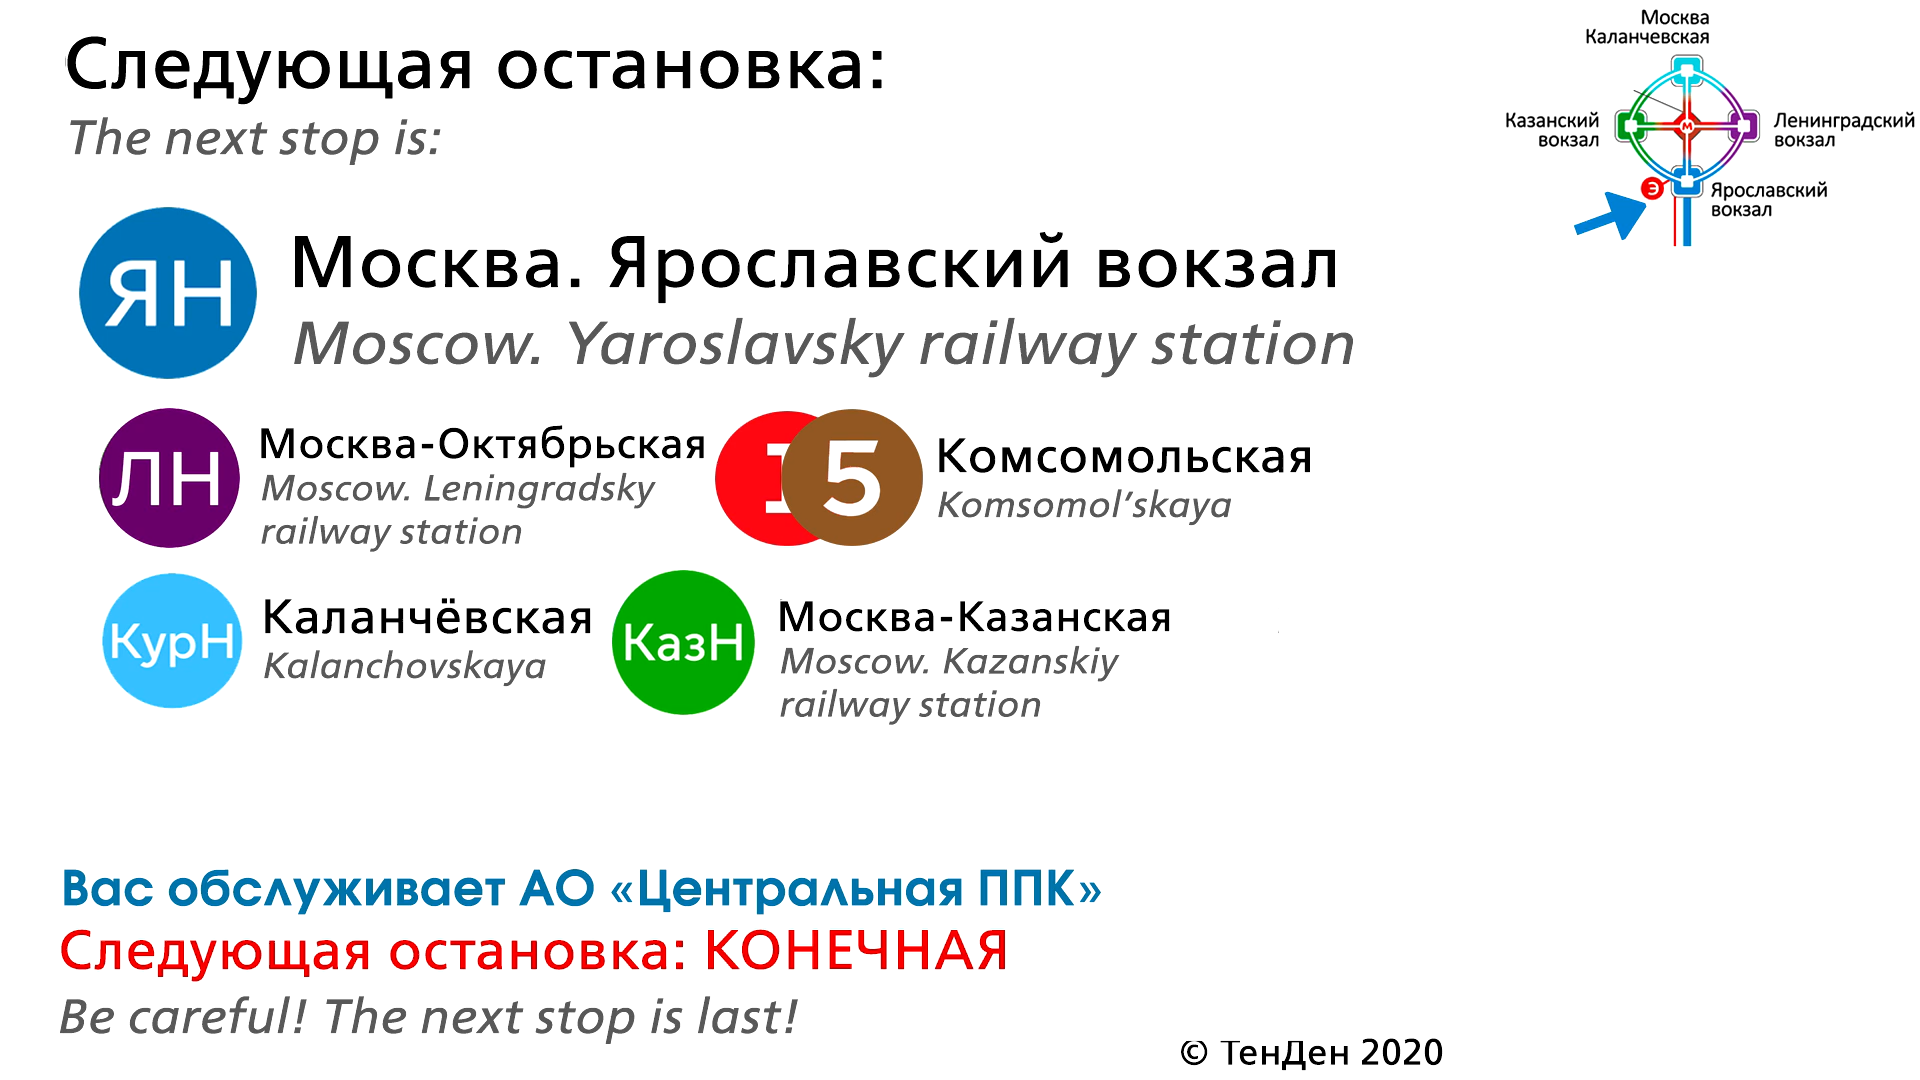 Следующая остановка:
The next stop is:
Москва
Каланчевская
Казанский
вокзал
Ленинградский
вокзал
М
Э
Ярославский
вокзал
ЯН
Москва. Ярославский вокзал
Moscow. Yaroslavsky railway station
ЛН
Москва-Октябрьская
Moscow. Leningradsky
railway station
1 5
Комсомольская
Komsomol’skaya
КурН
Каланчёвская
Kalanchovskaya
КазН
Москва-Казанская
Moscow. Kazanskiy
railway station
Вас обслуживает АО «Центральная ППК»
Следующая остановка: КОНЕЧНАЯ
Be careful! The next stop is last!
© ТенДен 2020